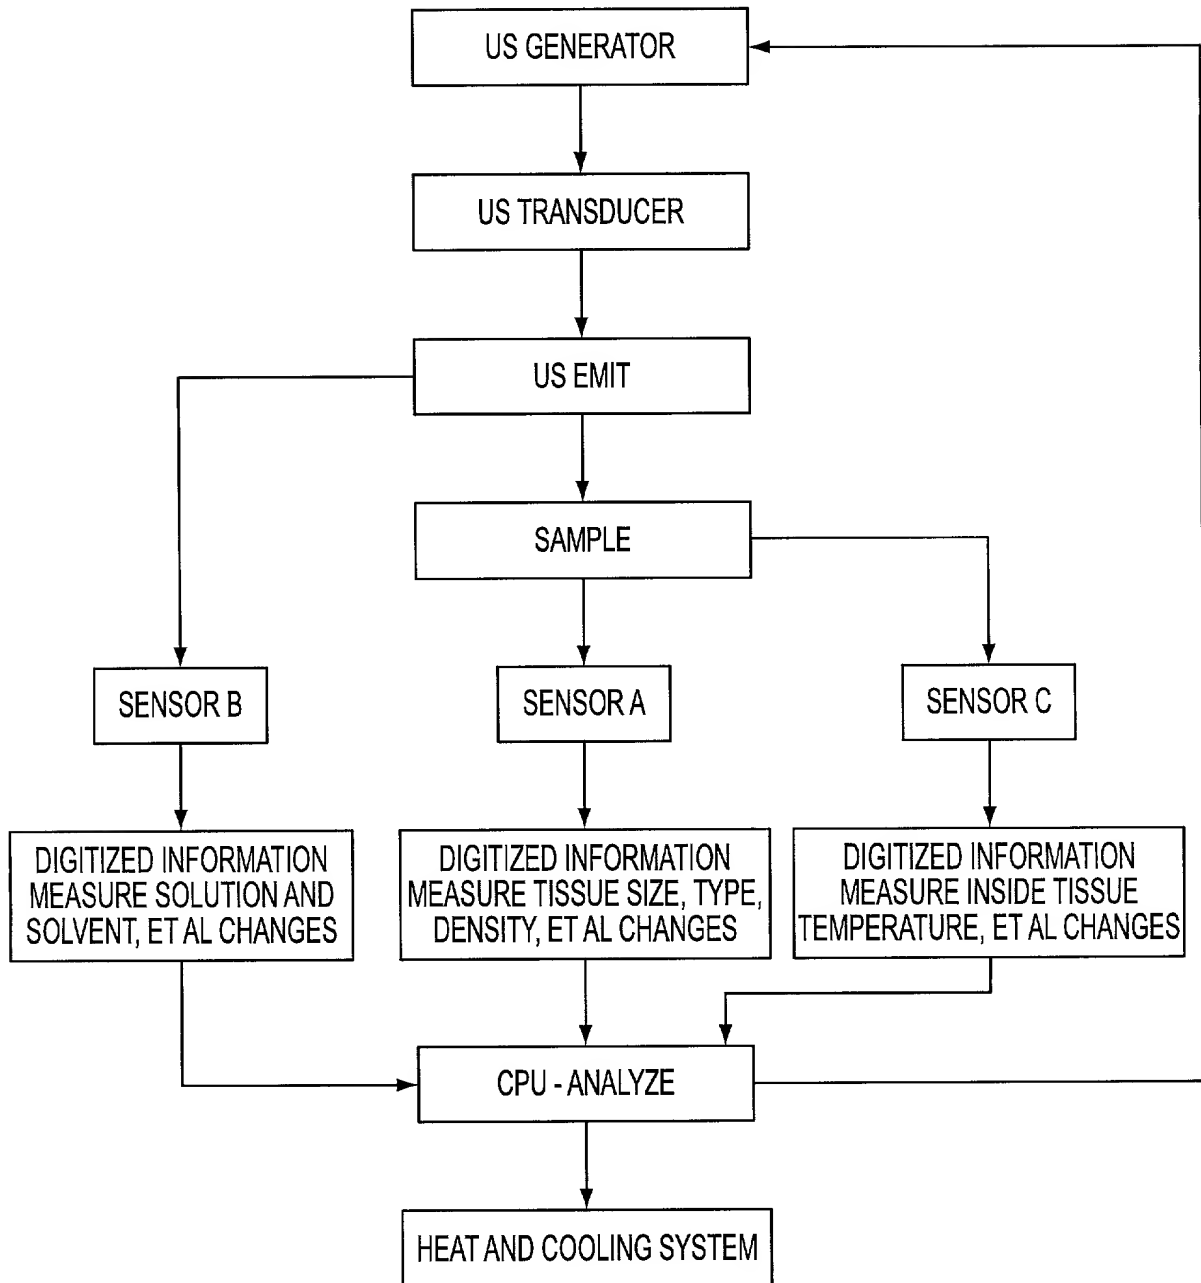 US GENERATOR
US TRANSDUCER
US EMIT
SAMPLE
SENSOR B
SENSOR A
SENSOR C
DIGITIZED INFORMATION
MEASURE SOLUTION AND
SOLVENT, ET AL CHANGES
DIGITIZED INFORMATION
MEASURE TISSUE SIZE, TYPE,
DENSITY, ET AL CHANGES
DIGITIZED INFORMATION
MEASURE INSIDE TISSUE
TEMPERATURE, ET AL CHANGES
CPU - ANALYZE
HEAT AND COOLING SYSTEM